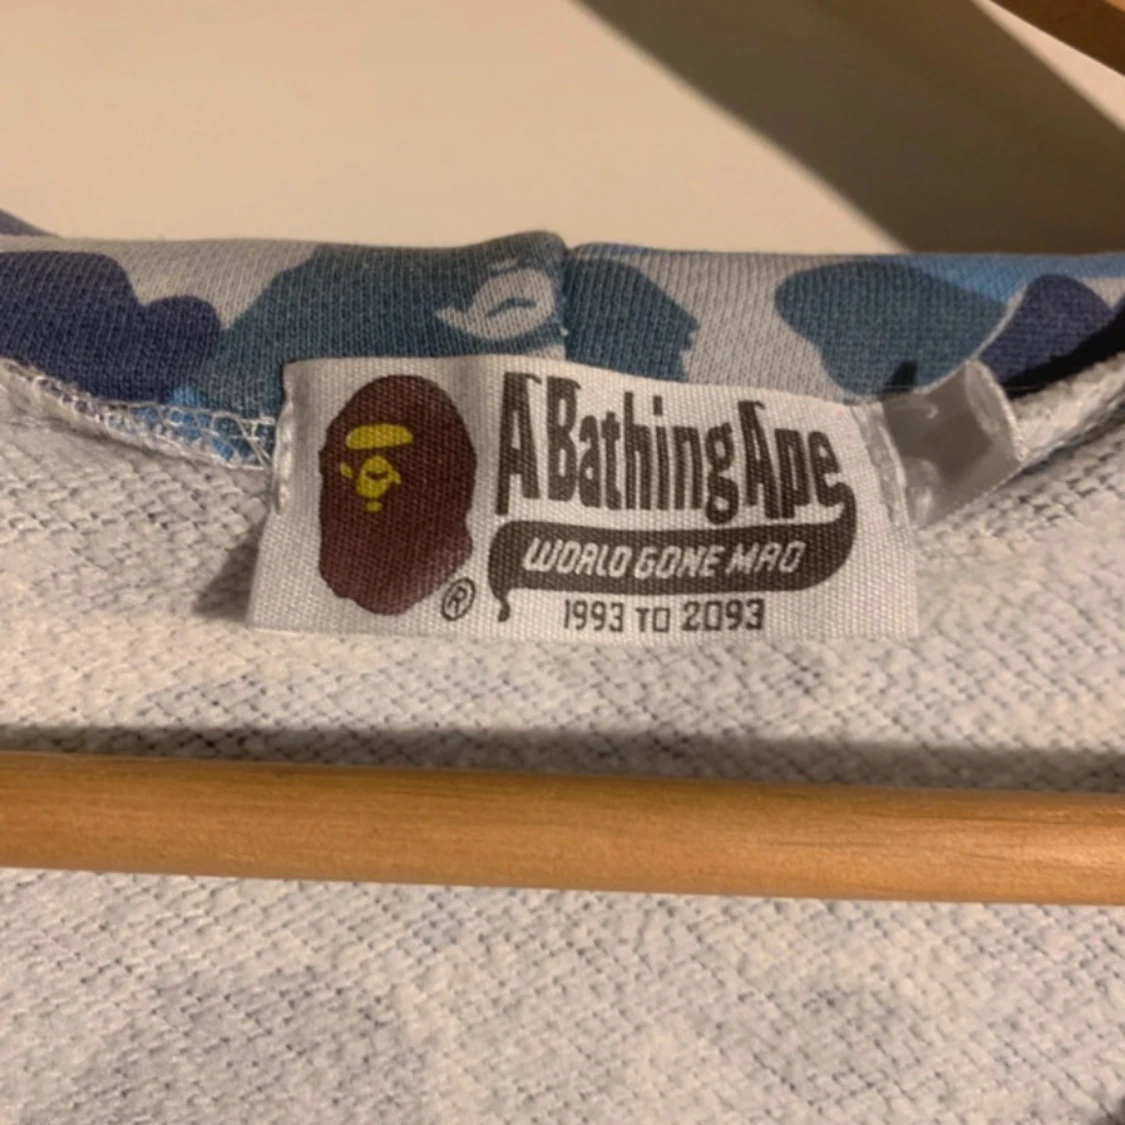 A Bathing Ape
WORLD GONE MAD
1993 TO 2093
®